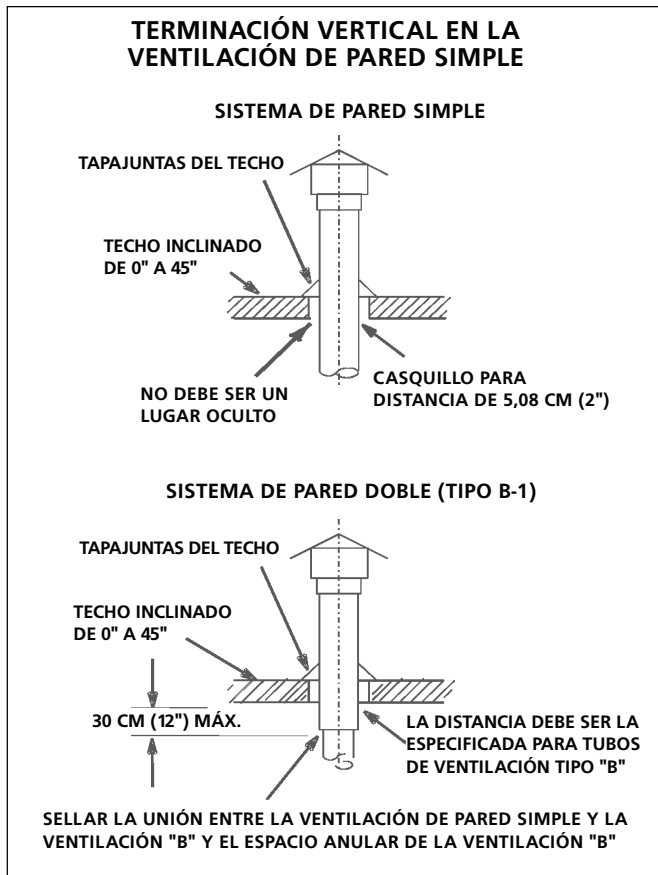 TERMINACIÓN VERTICAL EN LA
VENTILACIÓN DE PARED SIMPLE
SISTEMA DE PARED SIMPLE
TAPAJUNTAS DEL TECHO
TECHO INCLINADO
DE 0" A 45"
NO DEBE SER UN
LUGAR OCULTO
CASQUILLO PARA
DISTANCIA DE 5,08 CM (2")
SISTEMA DE PARED DOBLE (TIPO B-1)
TAPAJUNTAS DEL TECHO
TECHO INCLINADO
DE 0" A 45"
30 CM (12") MÁX.
LA DISTANCIA DEBE SER LA
ESPECIFICADA PARA TUBOS
DE VENTILACIÓN TIPO "B"
SELLAR LA UNIÓN ENTRE LA VENTILACIÓN DE PARED SIMPLE Y LA
VENTILACIÓN "B" Y EL ESPACIO ANULAR DE LA VENTILACIÓN "B"